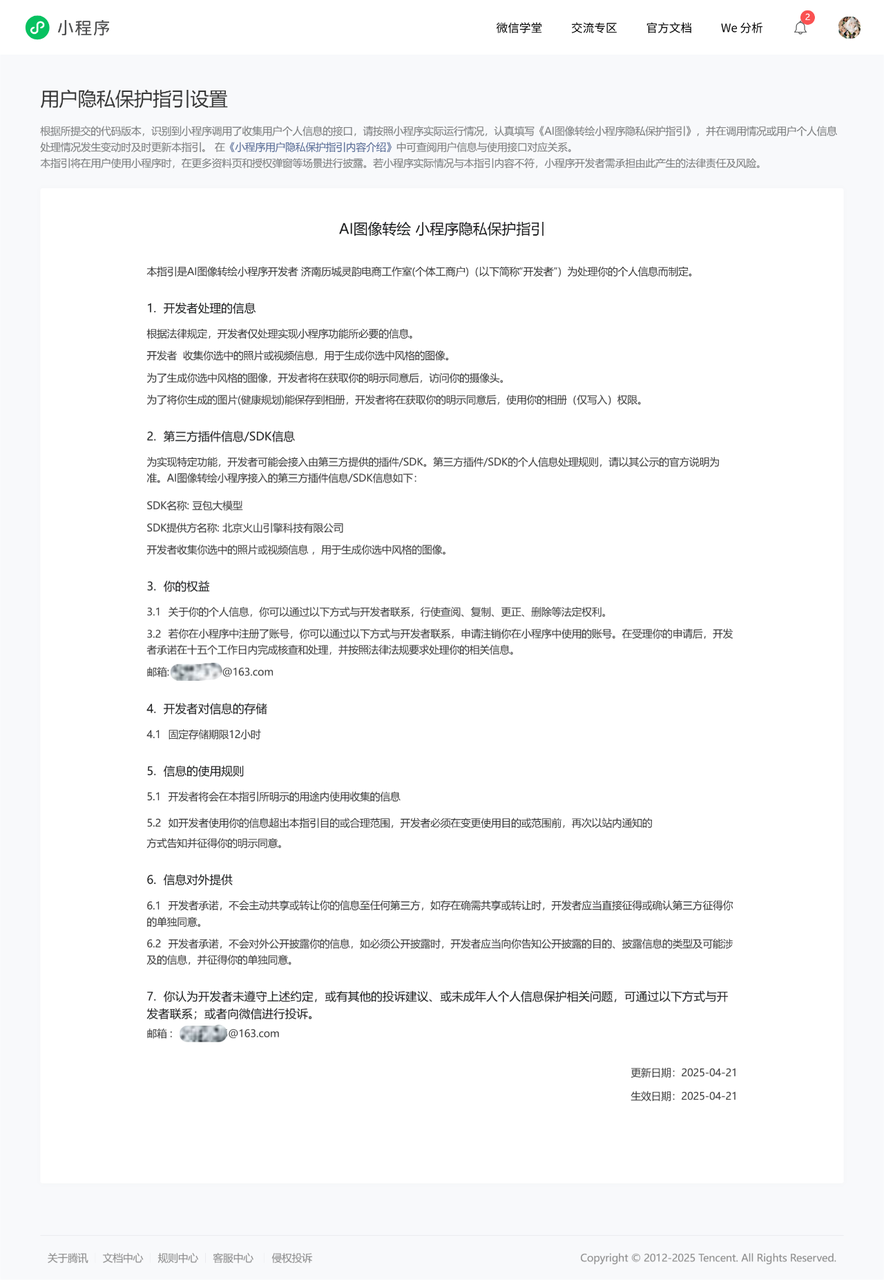 小程序
微信学堂 交流专区 官方文档 We 分析 2
用户隐私保护指引设置
根据所提交的代码版本，识别到小程序调用了收集用户个人信息的接口，请按照小程序实际运行情况，认真填写《AI图像转绘小程序隐私保护指引》，并在调用情况或用户个人信息
处理情况发生变动时及时更新本指引。 在《小程序用户隐私保护指引内容介绍》中可查阅用户信息与使用接口对应关系。
本指引将在用户使用小程序时，在更多资料页和授权弹窗等场景进行披露。若小程序实际情况与本指引内容不符，小程序开发者需承担由此产生的法律责任及风险。
AI图像转绘 小程序隐私保护指引
本指引是AI图像转绘小程序开发者 济南历城灵韵电商工作室(个体工商户)（以下简称“开发者”）为处理你的个人信息而制定。
1. 开发者处理的信息
根据法律规定，开发者仅处理实现小程序功能所必要的信息。
开发者 收集你选中的照片或视频信息，用于生成你选中风格的图像。
为了生成你选中风格的图像，开发者将在获取你的明示同意后，访问你的摄像头。
为了将你生成的图片(健康规划)能保存到相册，开发者将在获取你的明示同意后，使用你的相册（仅写入）权限。
2. 第三方插件信息/SDK信息
为实现特定功能，开发者可能会接入由第三方提供的插件/SDK。第三方插件/SDK的个人信息处理规则，请以其公示的官方说明为
准。AI图像转绘小程序接入的第三方插件信息/SDK信息如下：
SDK名称: 豆包大模型
SDK提供方名称: 北京火山引擎科技有限公司
开发者收集你选中的照片或视频信息 ，用于生成你选中风格的图像。
3. 你的权益
3.1 关于你的个人信息，你可以通过以下方式与开发者联系，行使查阅、复制、更正、删除等法定权利。
3.2 若你在小程序中注册了账号，你可以通过以下方式与开发者联系，申请注销你在小程序中使用的账号。在受理你的申请后，开发
者承诺在十五个工作日内完成核查和处理，并按照法律法规要求处理你的相关信息。
邮箱: @163.com
4. 开发者对信息的存储
4.1 固定存储期限12小时
5. 信息的使用规则
5.1 开发者将会在本指引所明示的用途内使用收集的信息
5.2 如开发者使用你的信息超出本指引目的或合理范围，开发者必须在变更使用目的或范围前，再次以站内通知的
方式告知并征得你的明示同意。
6. 信息对外提供
6.1 开发者承诺，不会主动共享或转让你的信息至任何第三方，如存在确需共享或转让时，开发者应当直接征得或确认第三方征得你
的单独同意。
6.2 开发者承诺，不会对外公开披露你的信息，如必须公开披露时，开发者应当向你告知公开披露的目的、披露信息的类型及可能涉
及的信息，并征得你的单独同意。
7. 你认为开发者未遵守上述约定，或有其他的投诉建议、或未成年人个人信息保护相关问题，可通过以下方式与开
发者联系；或者向微信进行投诉。
邮箱： @163.com
更新日期：2025-04-21
生效日期：2025-04-21
关于腾讯 文档中心 规则中心 客服中心 侵权投诉 Copyright © 2012-2025 Tencent. All Rights Reserved.